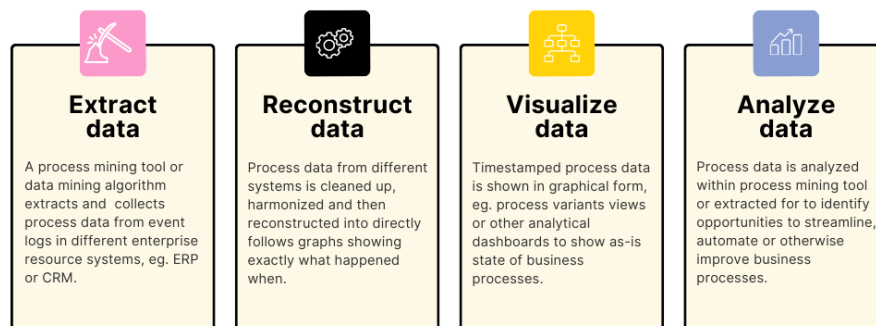 Extract
data
A process mining tool or
data mining algorithm
extracts and collects
process data from event
logs in different enterprise
resource systems, eg. ERP
or CRM.
Reconstruct
data
Process data from different
systems is cleaned up,
harmonized and then
reconstructed into directly
follows graphs showing
exactly what happened
when.
Visualize
data
Timestamped process data
is shown in graphical form,
eg. process variants views
or other analytical
dashboards to show as-is
state of business
processes.
Analyze
data
Process data is analyzed
within process mining tool
or extracted for to identify
opportunities to streamline,
automate or otherwise
improve business
processes.